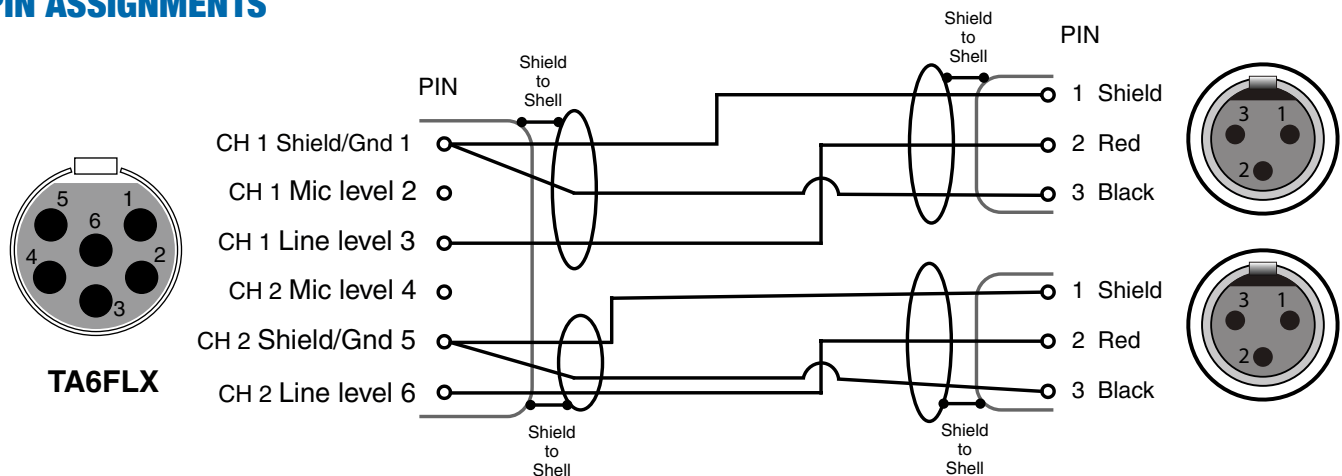 PIN ASSIGNMENTS
Shield
to
Shell
PIN
CH 1 Shield/Gnd 1
CH 1 Mic level 2
CH 1 Line level 3
CH 2 Mic level 4
CH 2 Shield/Gnd 5
CH 2 Line level 6
Shield
to
Shell
5
1
6
4
2
3
TA6FLX
Shield
to
Shell
PIN
1 Shield
2 Red
3 Black
1 Shield
2 Red
3 Black
Shield
to
Shell
3
1
2
3
1
2